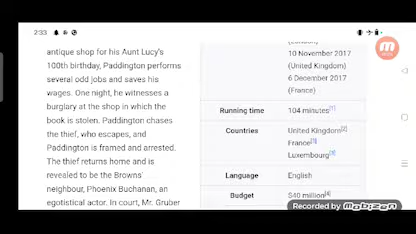 2:33
antique shop for his Aunt Lucy's
100th birthday, Paddington performs
several odd jobs and saves his
wages. One night, he witnesses a
burglary at the shop in which the
book is stolen. Paddington chases
the thief, who escapes, and
Paddington is framed and arrested.
The thief returns home and is
revealed to be the Browns'
neighbour, Phoenix Buchanan, an
egotistical actor. In court, Mr. Gruber
(London)
10 November 2017
(United Kingdom)
6 December 2017
(France)
Running time 104 minutes[1]
Countries United Kingdom[2]
France[3]
Luxembourg[3]
Language English
Budget $40 million[4]
M
Recorded by Mobizen